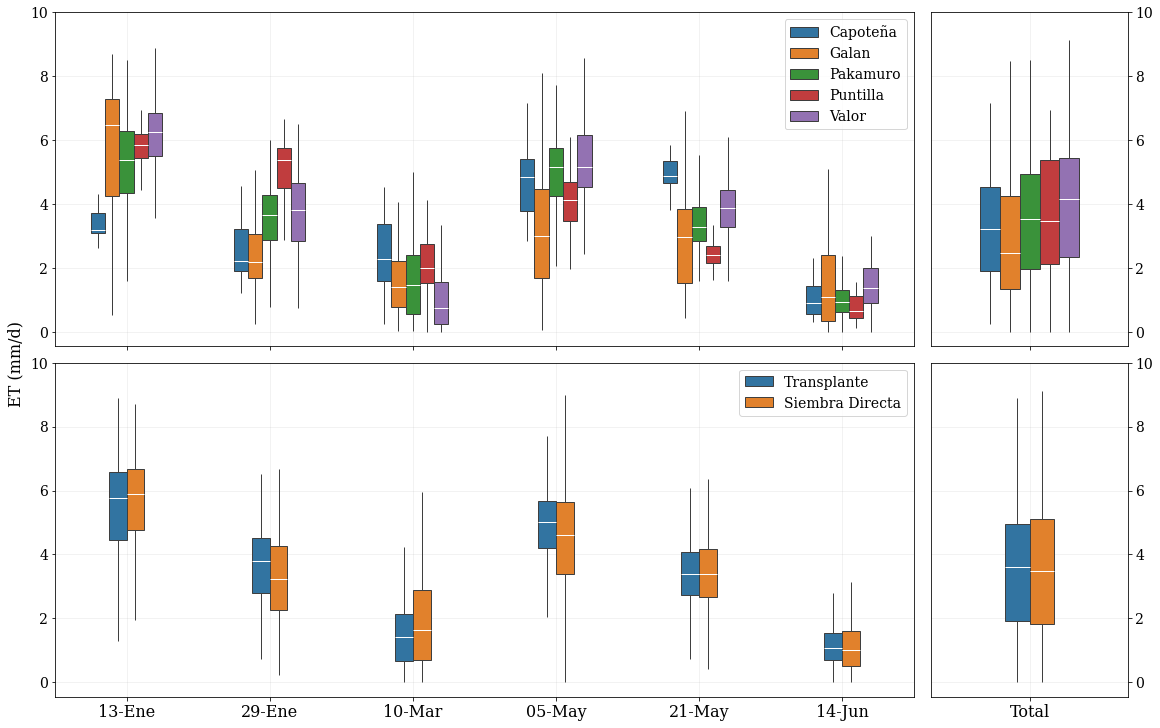 10
8
6
4
2
0
Capoteña
Galan
Pakamuro
Puntilla
Valor
10
8
6
4
2
0
ET (mm/d)
10
8
6
4
2
0
Transplante
Siembra Directa
10
8
6
4
2
0
13-Ene 29-Ene 10-Mar 05-May 21-May 14-Jun Total